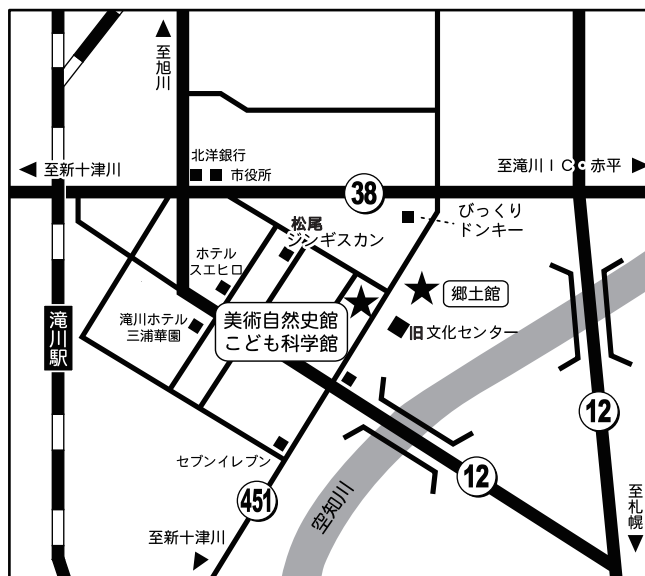 至旭川
北洋銀行
至新十津川
市役所
至滝川IC・赤平
38
びっくり
ドンキー
松尾
ジンギスカン
ホテル
スエヒロ
郷土館
滝川駅
滝川ホテル
三浦華園
美術自然史館
こども科学館
旧文化センター
12
セブンイレブン
12
451
空知川
至札幌
至新十津川